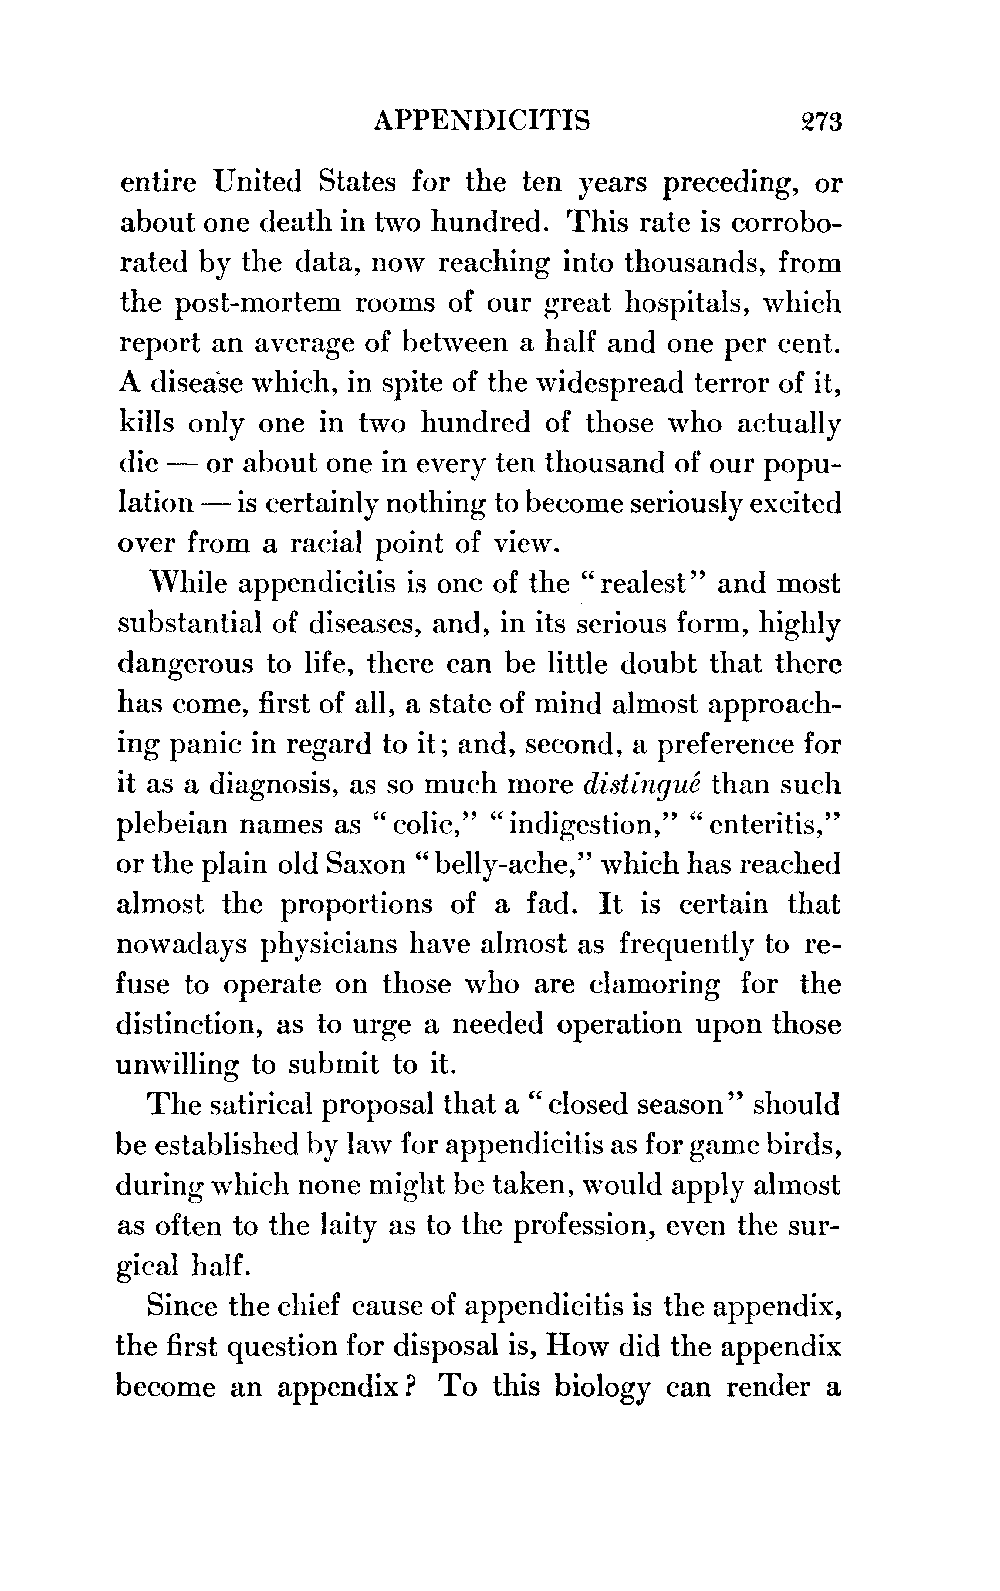 APPENDICITIS 273
entire United States for the ten years preceding, or
about one death in two hundred. This rate is corrobo-
rated by the data, now reaching into thousands, from
the post-mortem rooms of our great hospitals, which
report an average of between a half and one per cent.
A disease which, in spite of the widespread terror of it,
kills only one in two hundred of those who actually
die — or about one in every ten thousand of our popu-
lation — is certainly nothing to become seriously excited
over from a racial point of view.
While appendicitis is one of the “realest” and most
substantial of diseases, and, in its serious form, highly
dangerous to life, there can be little doubt that there
has come, first of all, a state of mind almost approach-
ing panic in regard to it; and, second, a preference for
it as a diagnosis, as so much more distingué than such
plebeian names as “colic,” “indigestion,” “enteritis,”
or the plain old Saxon “belly-ache,” which has reached
almost the proportions of a fad. It is certain that
nowadays physicians have almost as frequently to re-
fuse to operate on those who are clamoring for the
distinction, as to urge a needed operation upon those
unwilling to submit to it.
The satirical proposal that a “closed season” should
be established by law for appendicitis as for game birds,
during which none might be taken, would apply almost
as often to the laity as to the profession, even the sur-
gical half.
Since the chief cause of appendicitis is the appendix,
the first question for disposal is, How did the appendix
become an appendix? To this biology can render a